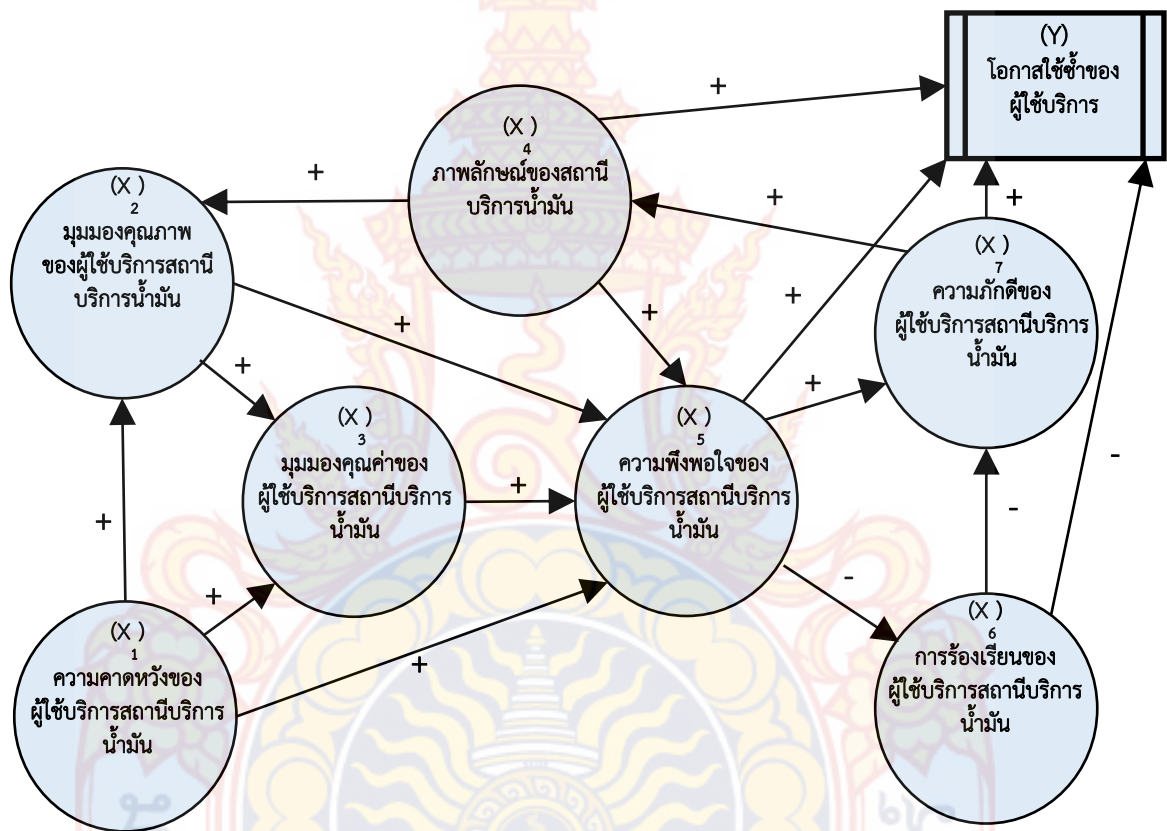 (Y)
โอกาสใช้ซ้ำของ
ผู้ใช้บริการ
+
(X )
4
ภาพลักษณ์ของสถานี
บริการน้ำมัน
+
(X )
2
มุมมองคุณภาพ
ของผู้ใช้บริการสถานี
บริการน้ำมัน
+
+
(X )
7
ความภักดีของ
ผู้ใช้บริการสถานีบริการ
น้ำมัน
+
+
+
+
+
(X )
3
มุมมองคุณค่าของ
ผู้ใช้บริการสถานีบริการ
น้ำมัน
+
(X )
5
ความพึงพอใจของ
ผู้ใช้บริการสถานีบริการ
น้ำมัน
-
+
-
+
-
(X )
1
ความคาดหวังของ
ผู้ใช้บริการสถานีบริการ
น้ำมัน
+
(X )
6
การร้องเรียนของ
ผู้ใช้บริการสถานีบริการ
น้ำมัน